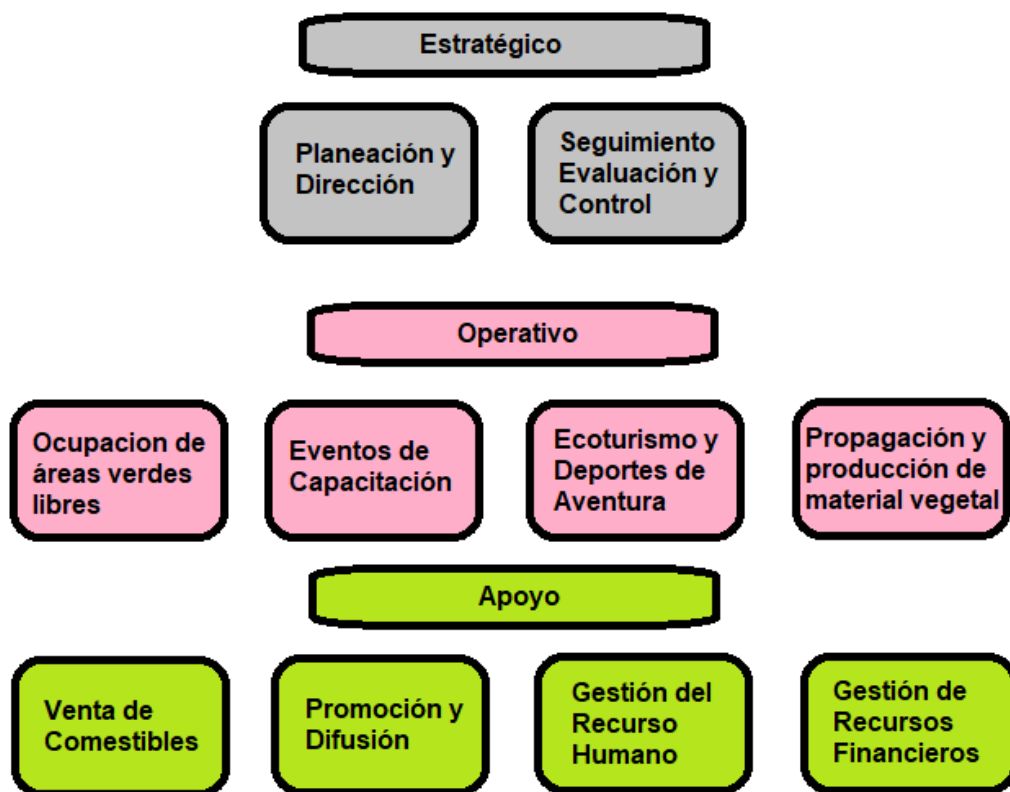 Estratégico
Planeación y
Dirección
Seguimiento
Evaluación y
Control
Operativo
Ocupacion de
áreas verdes
libres
Eventos de
Capacitación
Ecoturismo y
Deportes de
Aventura
Propagación y
producción de
material vegetal
Apoyo
Venta de
Comestibles
Promoción y
Difusión
Gestión del
Recurso
Humano
Gestión de
Recursos
Financieros